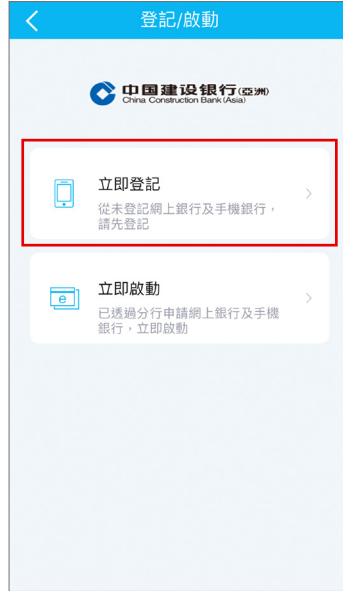 登記/啟動
中国建设银行(亞洲)
China Construction Bank (Asia)
立即登記
從未登記網上銀行及手機銀行，
請先登記
e
立即啟動
已透過分行申請網上銀行及手機
銀行，立即啟動